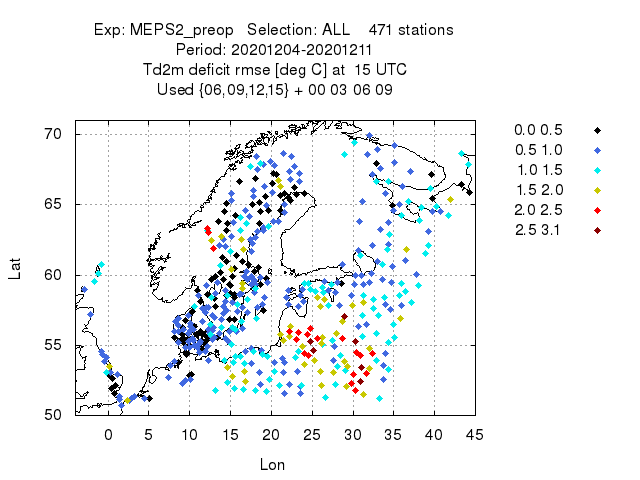 Exp: MEPS2_preop Selection: ALL 471 stations
Period: 20201204-20201211
Td2m deficit rmse [deg C] at 15 UTC
Used {06,09,12,15} + 00 03 06 09
70
65
60
55
50
Lat
0 5 10 15 20 25 30 35 40 45
Lon
0.0 0.5
0.5 1.0
1.0 1.5
1.5 2.0
2.0 2.5
2.5 3.1